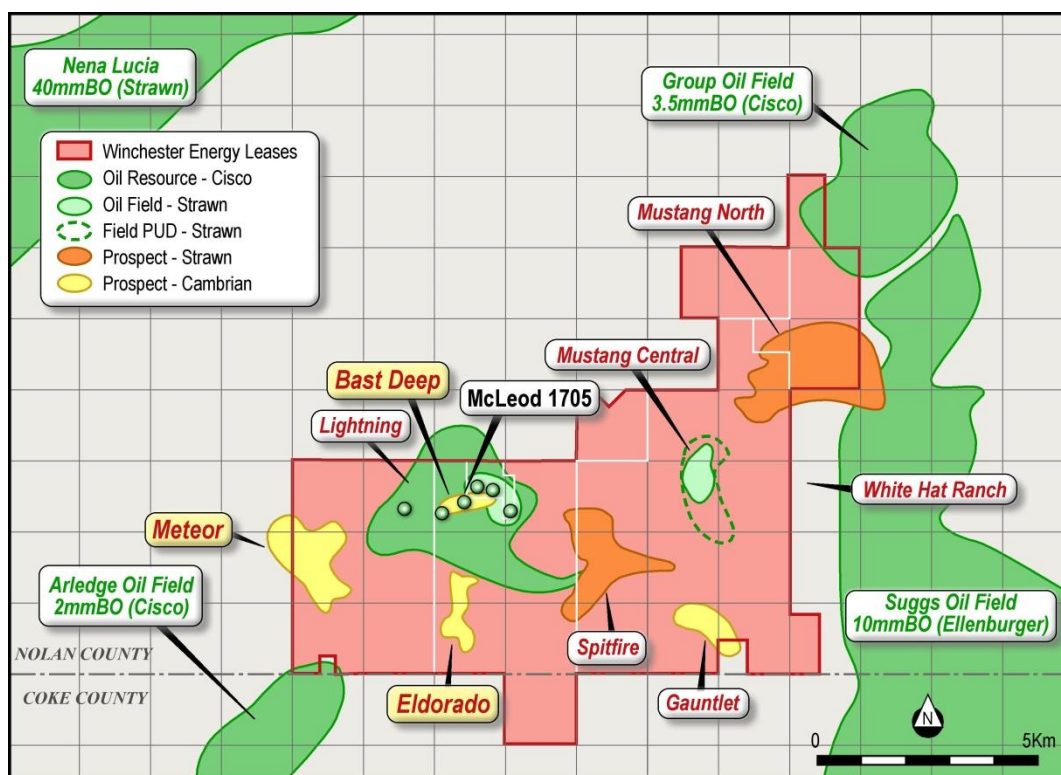 Nena Lucia
40mmBO (Strawn)
Group Oil Field
3.5mmBO (Cisco)
Winchester Energy Leases
Oil Resource - Cisco
Oil Field - Strawn
Field PUD - Strawn
Prospect - Strawn
Prospect - Cambrian
Mustang North
Mustang Central
Bast Deep
McLeod 1705
Lightning
White Hat Ranch
Meteor
Arledge Oil Field
2mmBO (Cisco)
Suggs Oil Field
10mmBO (Ellenburger)
Spitfire
NOLAN COUNTY
COKE COUNTY
Eldorado
Gauntlet
N
0
5Km